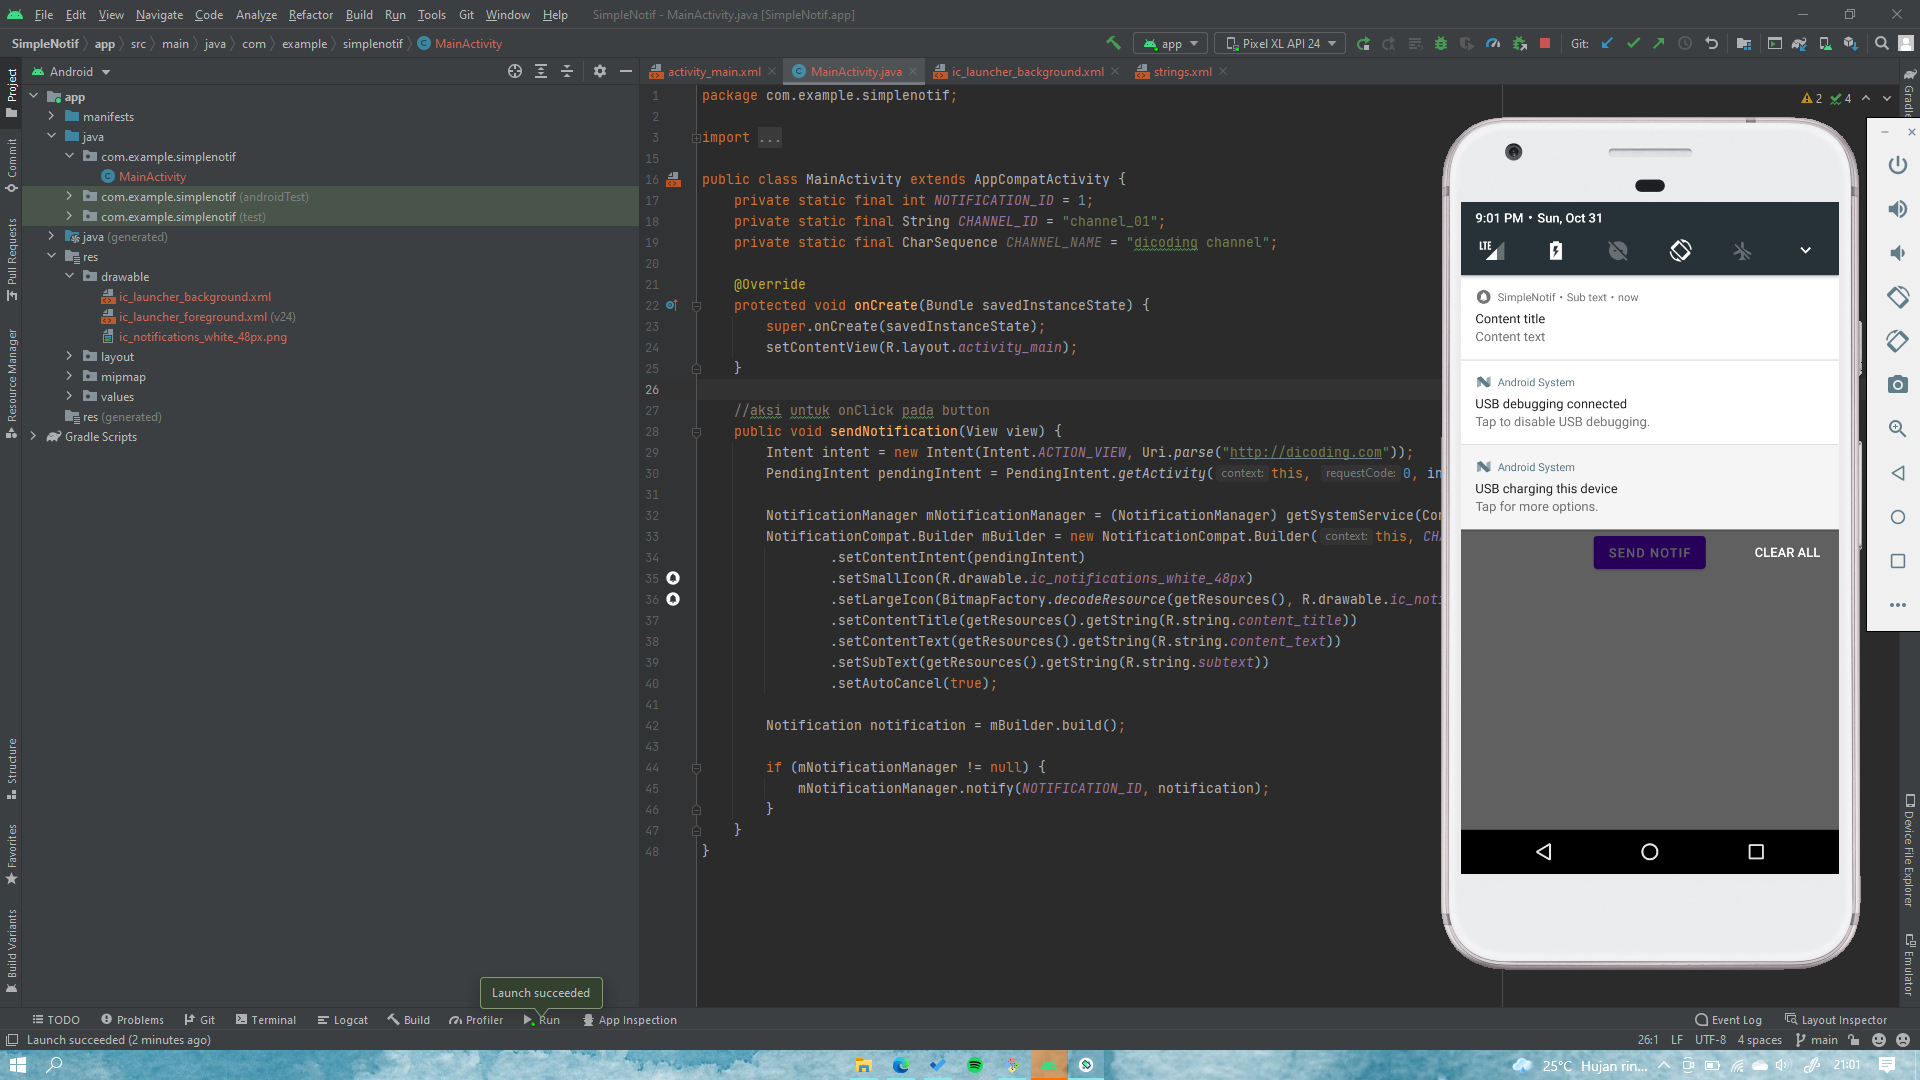 File Edit View Navigate Code Analyze Refactor Build Run Tools Git Window Help SimpleNotif - MainActivity.java [SimpleNotif.app]
SimpleNotif app src main java com example simplenotif MainActivity app Pixel XL API 24 Git:
Project
Commit
Pull Requests
Resource Manager
Structure
Favorites
Build Variants
Android
app
manifests
java
com.example.simplenotif
MainActivity
com.example.simplenotif (androidTest)
com.example.simplenotif (test)
java (generated)
res
drawable
ic_launcher_background.xml
ic_launcher_foreground.xml (v24)
ic_notifications_white_48px.png
layout
mipmap
values
res (generated)
Gradle Scripts
activity_main.xml MainActivity.java ic_launcher_background.xml strings.xml
2 4
1 package com.example.simplenotif;
2
3 import ...
15
16 public class MainActivity extends AppCompatActivity {
17 private static final int NOTIFICATION_ID = 1;
18 private static final String CHANNEL_ID = "channel_01";
19 private static final CharSequence CHANNEL_NAME = "dicoding channel";
20
21 @Override
22 protected void onCreate(Bundle savedInstanceState) {
23 super.onCreate(savedInstanceState);
24 setContentView(R.layout.activity_main);
25 }
26
27 //aksi untuk onClick pada button
28 public void sendNotification(View view) {
29 Intent intent = new Intent(Intent.ACTION_VIEW, Uri.parse("http://dicoding.com"));
30 PendingIntent pendingIntent = PendingIntent.getActivity( context: this, requestCode: 0, in
31
32 NotificationManager mNotificationManager = (NotificationManager) getSystemService(Co
33 NotificationCompat.Builder mBuilder = new NotificationCompat.Builder( context: this, CHA
34 .setContentIntent(pendingIntent)
35 .setSmallIcon(R.drawable.ic_notifications_white_48px)
36 .setLargeIcon(BitmapFactory.decodeResource(getResources(), R.drawable.ic_not
37 .setContentTitle(getResources().getString(R.string.content_title))
38 .setContentText(getResources().getString(R.string.content_text))
39 .setSubText(getResources().getString(R.string.subtext))
40 .setAutoCancel(true);
41
42 Notification notification = mBuilder.build();
43
44 if (mNotificationManager != null) {
45 mNotificationManager.notify(NOTIFICATION_ID, notification);
46 }
47 }
48 }
9:01 PM • Sun, Oct 31
LTE
SimpleNotif • Sub text • now
Content title
Content text
Android System
USB debugging connected
Tap to disable USB debugging.
Android System
USB charging this device
Tap for more options.
SEND NOTIF CLEAR ALL
Gradle
Device File Explorer
Emulator
Launch succeeded
TODO Problems Git Terminal Logcat Build Profiler Run App Inspection Event Log Layout Inspector
Launch succeeded (2 minutes ago) 26:1 LF UTF-8 4 spaces main
25°C Hujan rin... 21:01